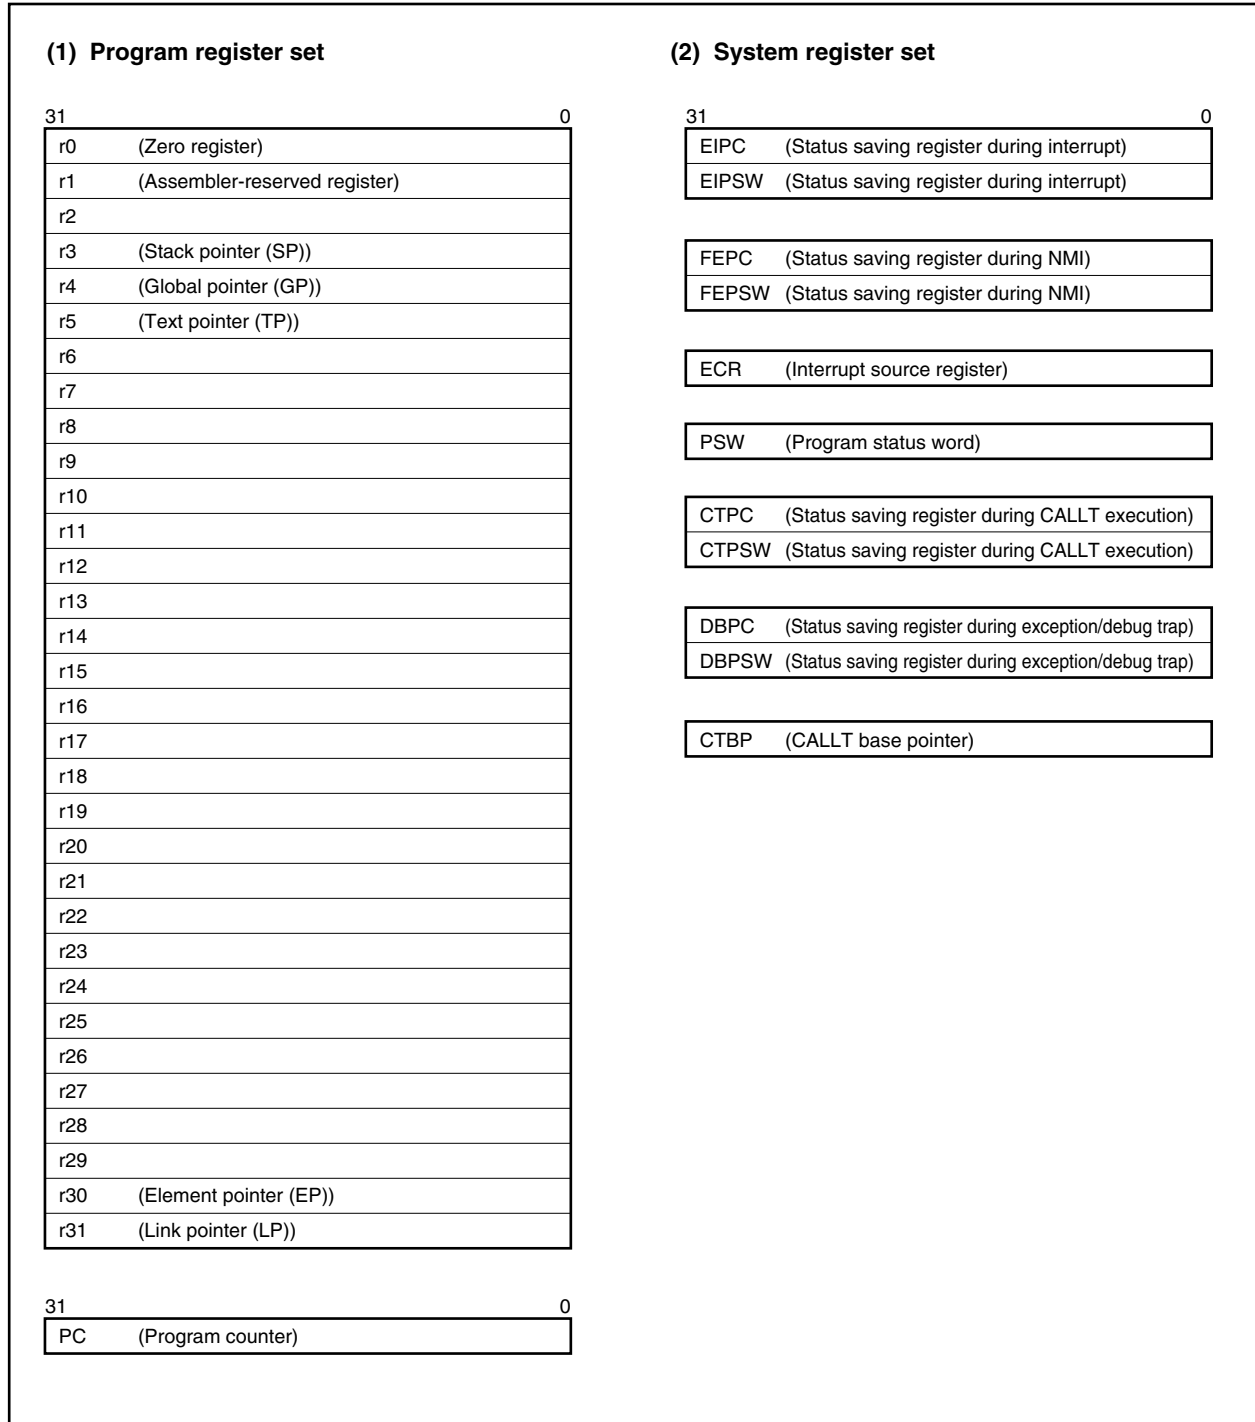 (1) Program register set
31 0
r0 (Zero register)
r1 (Assembler-reserved register)
r2
r3 (Stack pointer (SP))
r4 (Global pointer (GP))
r5 (Text pointer (TP))
r6
r7
r8
r9
r10
r11
r12
r13
r14
r15
r16
r17
r18
r19
r20
r21
r22
r23
r24
r25
r26
r27
r28
r29
r30 (Element pointer (EP))
r31 (Link pointer (LP))
31 0
PC (Program counter)
(2) System register set
31 0
EIPC (Status saving register during interrupt)
EIPSW (Status saving register during interrupt)
FEPC (Status saving register during NMI)
FEPSW (Status saving register during NMI)
ECR (Interrupt source register)
PSW (Program status word)
CTPC (Status saving register during CALLT execution)
CTPSW (Status saving register during CALLT execution)
DBPC (Status saving register during exception/debug trap)
DBPSW (Status saving register during exception/debug trap)
CTBP (CALLT base pointer)